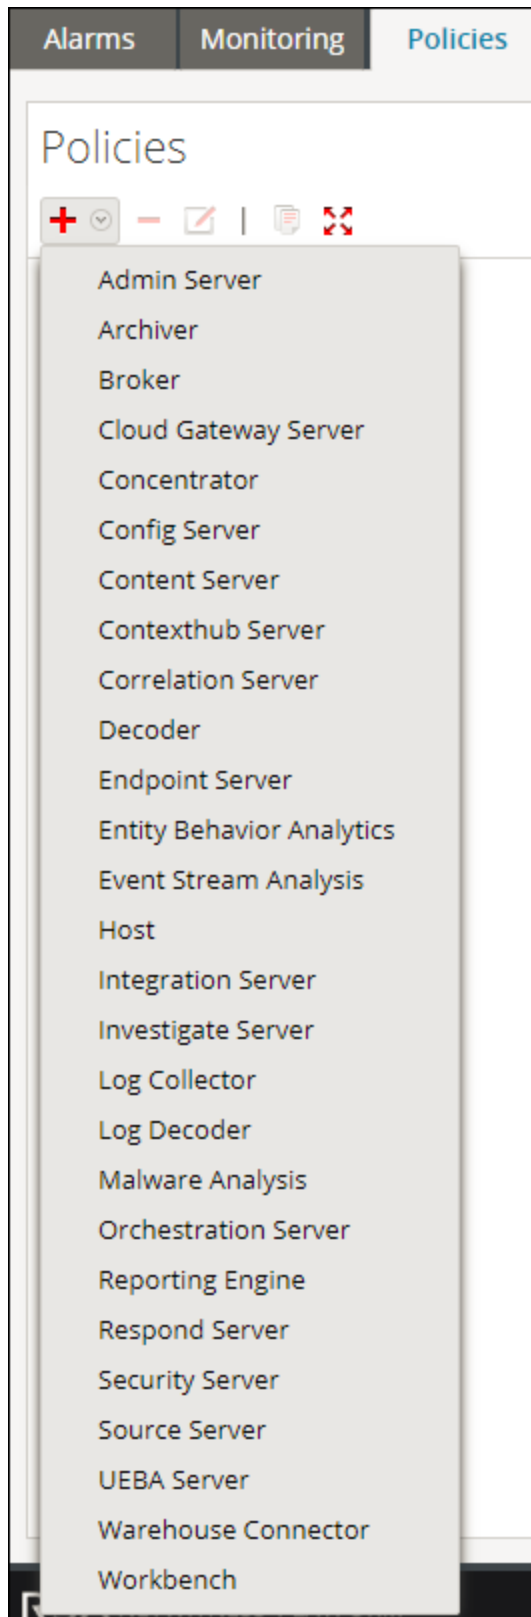 Alarms Monitoring Policies
Policies
Admin Server
Archiver
Broker
Cloud Gateway Server
Concentrator
Config Server
Content Server
Contexthub Server
Correlation Server
Decoder
Endpoint Server
Entity Behavior Analytics
Event Stream Analysis
Host
Integration Server
Investigate Server
Log Collector
Log Decoder
Malware Analysis
Orchestration Server
Reporting Engine
Respond Server
Security Server
Source Server
UEBA Server
Warehouse Connector
Workbench